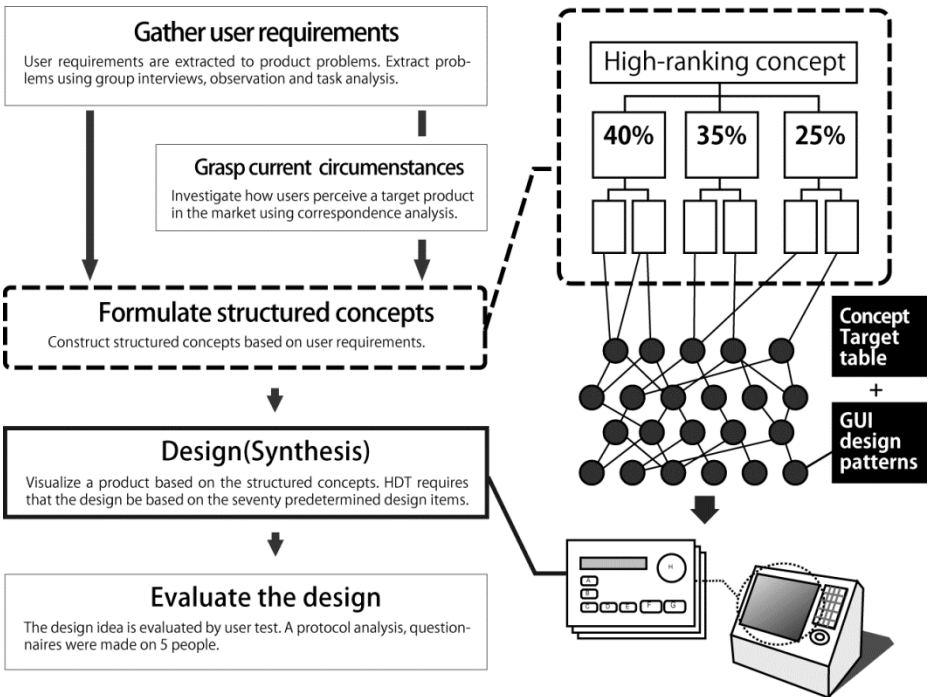 Gather user requirements
User requirements are extracted to product problems. Extract prob-
lems using group interviews, observation and task analysis.
Grasp current circumstances
Investigate how users perceive a target product
in the market using correspondence analysis.
Formulate structured concepts
Construct structured concepts based on user requirements.
Design(Synthesis)
Visualize a product based on the structured concepts. HDT requires
that the design be based on the seventy predetermined design items.
Evaluate the design
The design idea is evaluated by user test. A protocol analysis, question-
naires were made on 5 people.
High-ranking concept
40%
35%
25%
Concept
Target
table
+
GUI
design
patterns
H
A
B
C D E F G